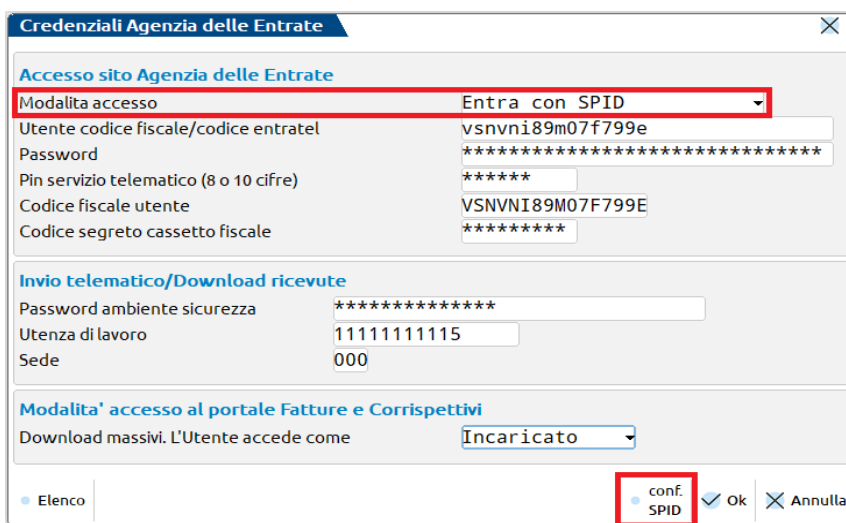 Credenziali Agenzia delle Entrate
Accesso sito Agenzia delle Entrate
Modalita accesso Entra con SPID
Utente codice fiscale/codice entratel vsnvni89m07f799e
Password *******************************
Pin servizio telematico (8 o 10 cifre) ******
Codice fiscale utente VSNVNI89M07F799E
Codice segreto cassetto fiscale *********
Invio telematico/Download ricevute
Password ambiente sicurezza **************
Utenza di lavoro 11111111115
Sede 000
Modalita' accesso al portale Fatture e Corrispettivi
Download massivi. L'Utente accede come Incaricato
Elenco conf. SPID Ok Annulla